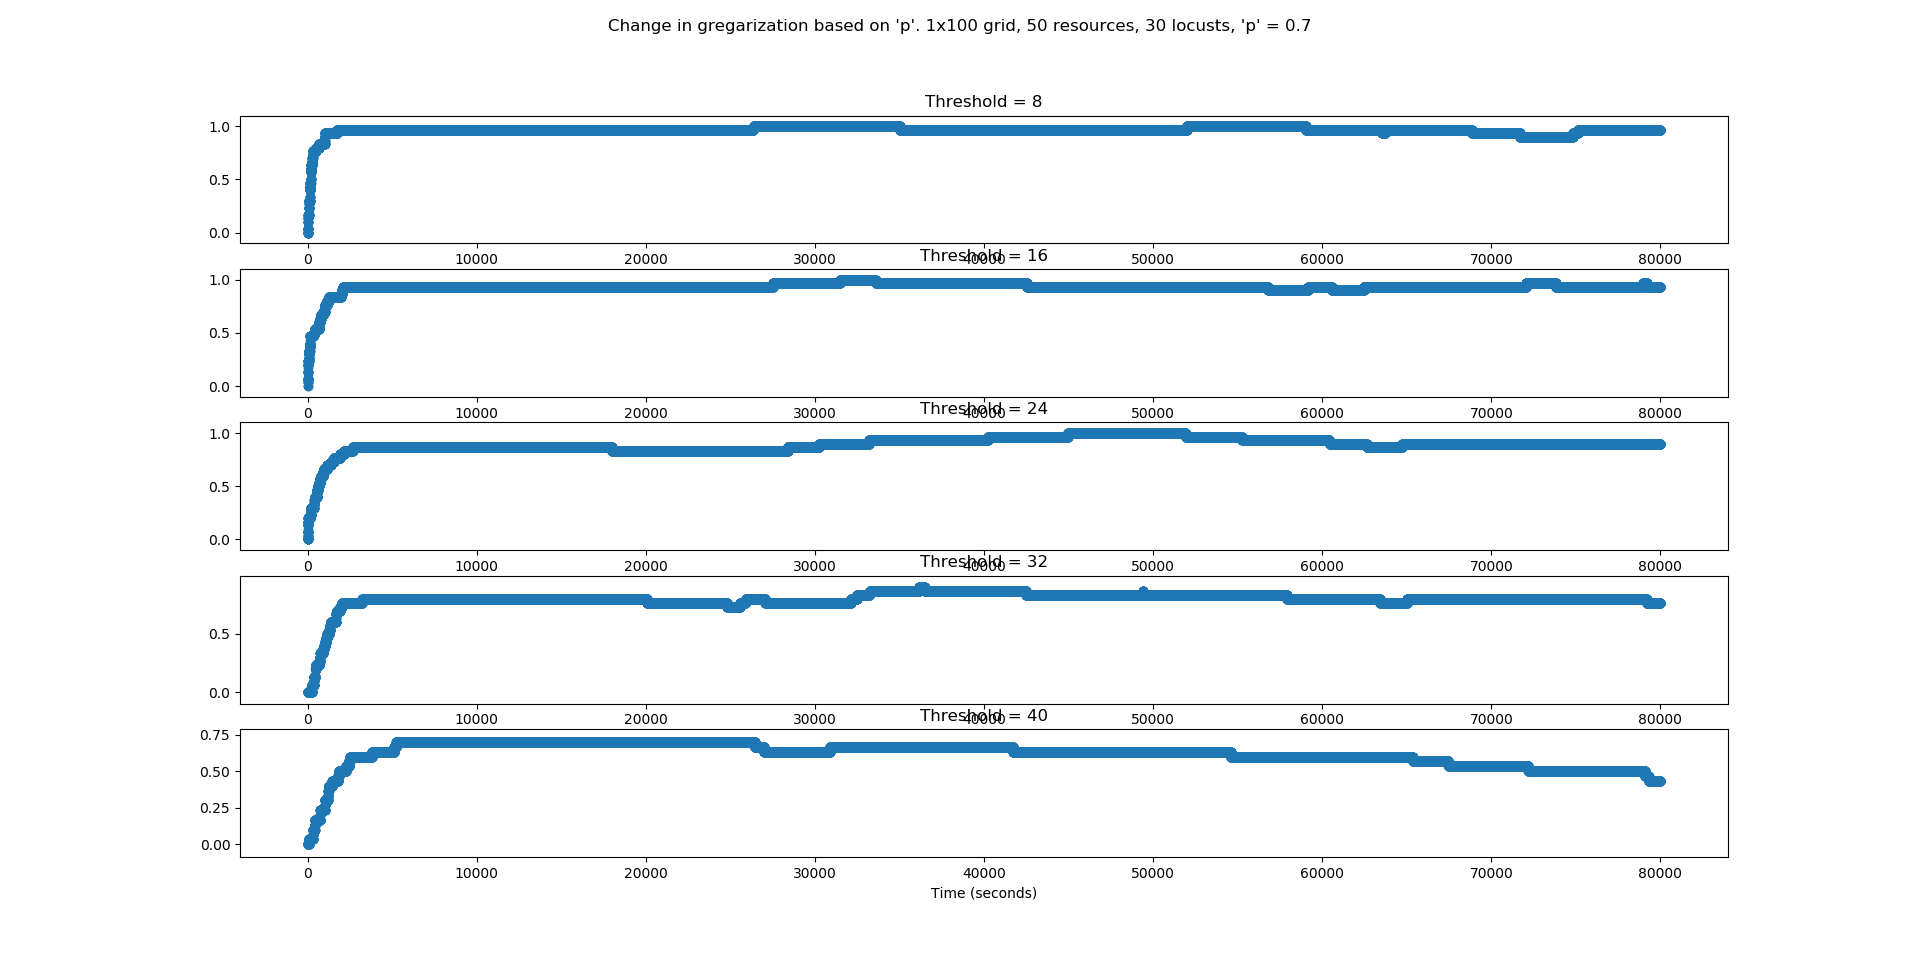 Change in gregarization based on 'p'. 1x100 grid, 50 resources, 30 locusts, 'p' = 0.7
Threshold = 8
1.0
0.5
0.0
0 10000 20000 30000 40000 50000 60000 70000 80000
Threshold = 16
1.0
0.5
0.0
0 10000 20000 30000 40000 50000 60000 70000 80000
Threshold = 24
1.0
0.5
0.0
0 10000 20000 30000 40000 50000 60000 70000 80000
Threshold = 32
0.5
0.0
0 10000 20000 30000 40000 50000 60000 70000 80000
Threshold = 40
0.75
0.50
0.25
0.00
0 10000 20000 30000 40000 50000 60000 70000 80000
Time (seconds)